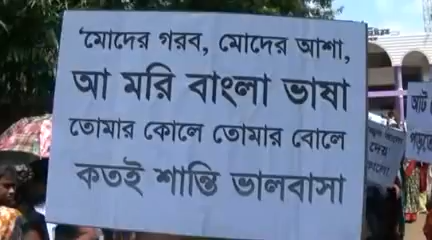 ‘মোদের গরব, মোদের আশা,
আ মরি বাংলা ভাষা
তোমার কোলে তোমার বোলে
কতই শান্তি ভালবাসা